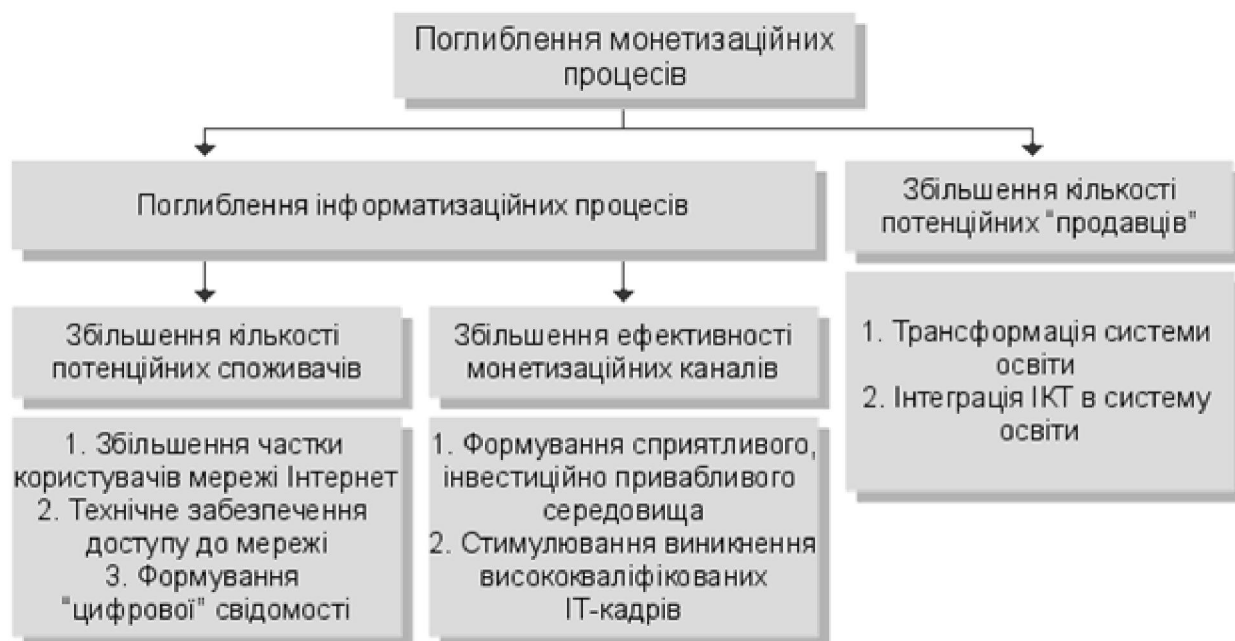 Поглиблення монетизаційних
процесів
Поглиблення інформатизаційних процесів
Збільшення кількості
потенційних "продавців"
Збільшення кількості
потенційних споживачів
Збільшення ефективності
монетизаційних каналів
1. Трансформація системи
освіти
2. Інтеграція ІКТ в систему
освіти
1. Збільшення частки
користувачів мережі Інтернет
2. Технічне забезпечення
доступу до мережі
3. Формування
"цифрової" свідомості
1. Формування сприятливого,
інвестиційно привабливого
середовища
2. Стимулювання виникнення
висококваліфікованих
ІТ-кадрів